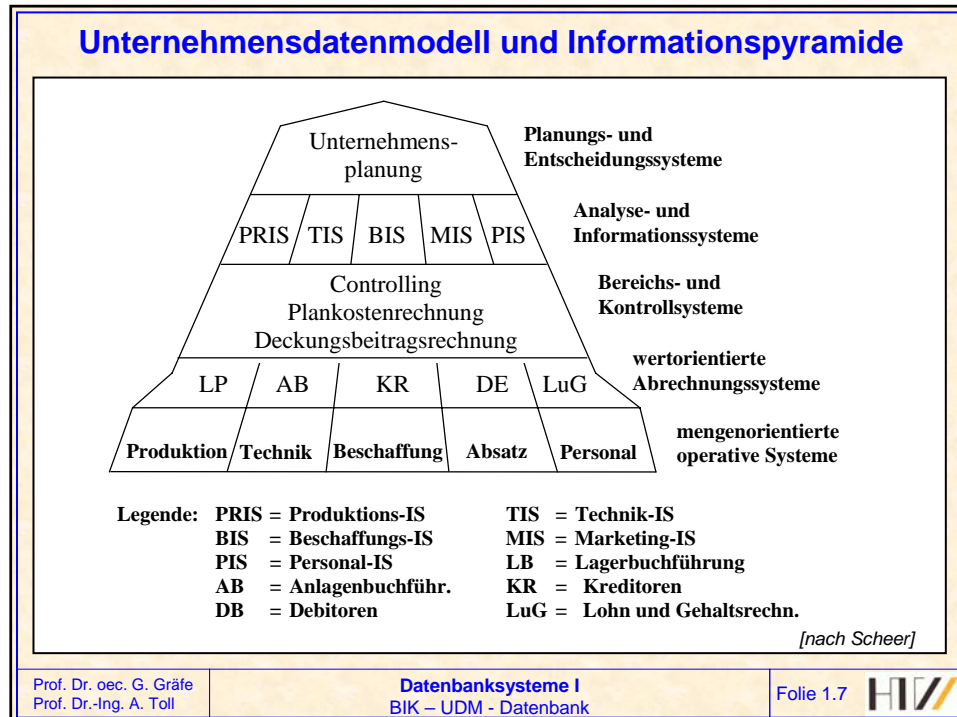 Unternehmensdatenmodell und Informationspyramide
Unternehmens-
planung
Planungs- und
Entscheidungssysteme
PRIS TIS BIS MIS PIS
Analyse- und
Informationssysteme
Controlling
Plankostenrechnung
Deckungsbeitragsrechnung
Bereichs- und
Kontrollsysteme
LP AB KR DE LuG
wertorientierte
Abrechnungssysteme
Produktion Technik Beschaffung Absatz Personal
mengenorientierte
operative Systeme
Legende: PRIS = Produktions-IS TIS = Technik-IS
BIS = Beschaffungs-IS MIS = Marketing-IS
PIS = Personal-IS LB = Lagerbuchführung
AB = Anlagenbuchführ. KR = Kreditoren
DB = Debitoren LuG = Lohn und Gehaltsrechn.
[nach Scheer]
Prof. Dr. oec. G. Gräfe
Prof. Dr.-Ing. A. Toll
Datenbanksysteme I
BIK – UDM - Datenbank
Folie 1.7